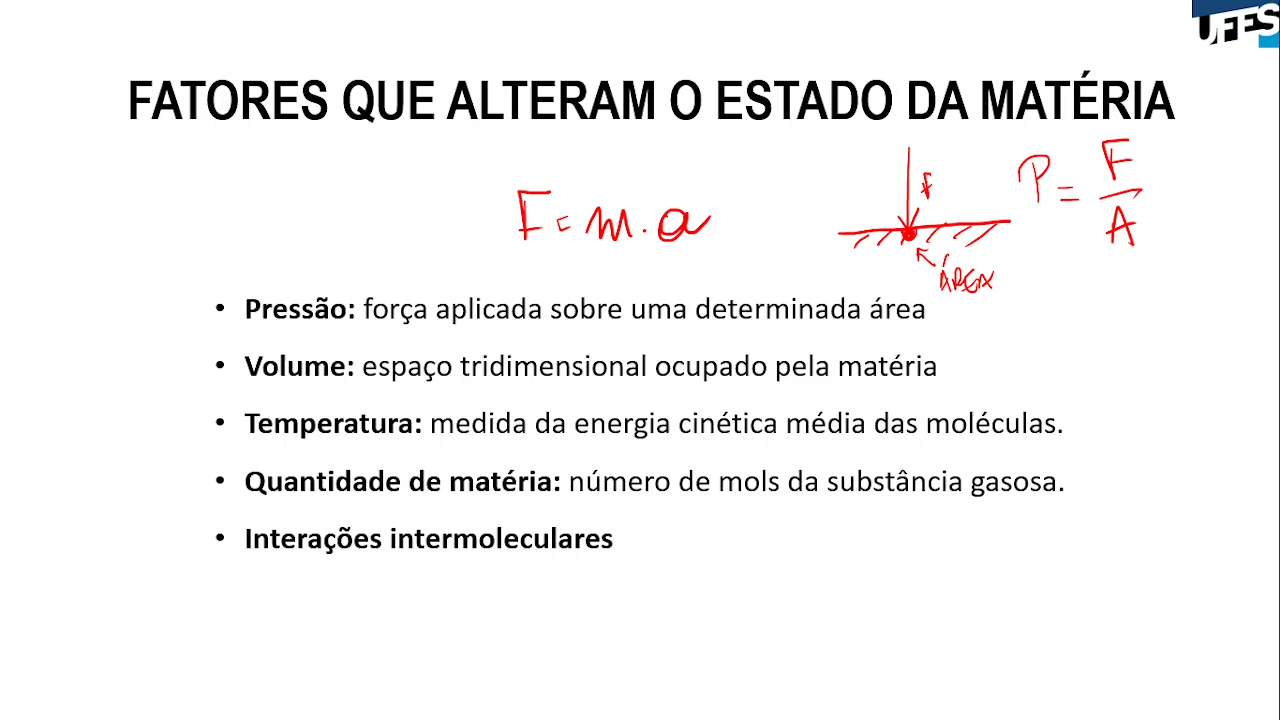 UFES
FATORES QUE ALTERAM O ESTADO DA MATÉRIA
F = m.a
F
P = F
A
ÁREA
• Pressão: força aplicada sobre uma determinada área
• Volume: espaço tridimensional ocupado pela matéria
• Temperatura: medida da energia cinética média das moléculas.
• Quantidade de matéria: número de mols da substância gasosa.
• Interações intermoleculares